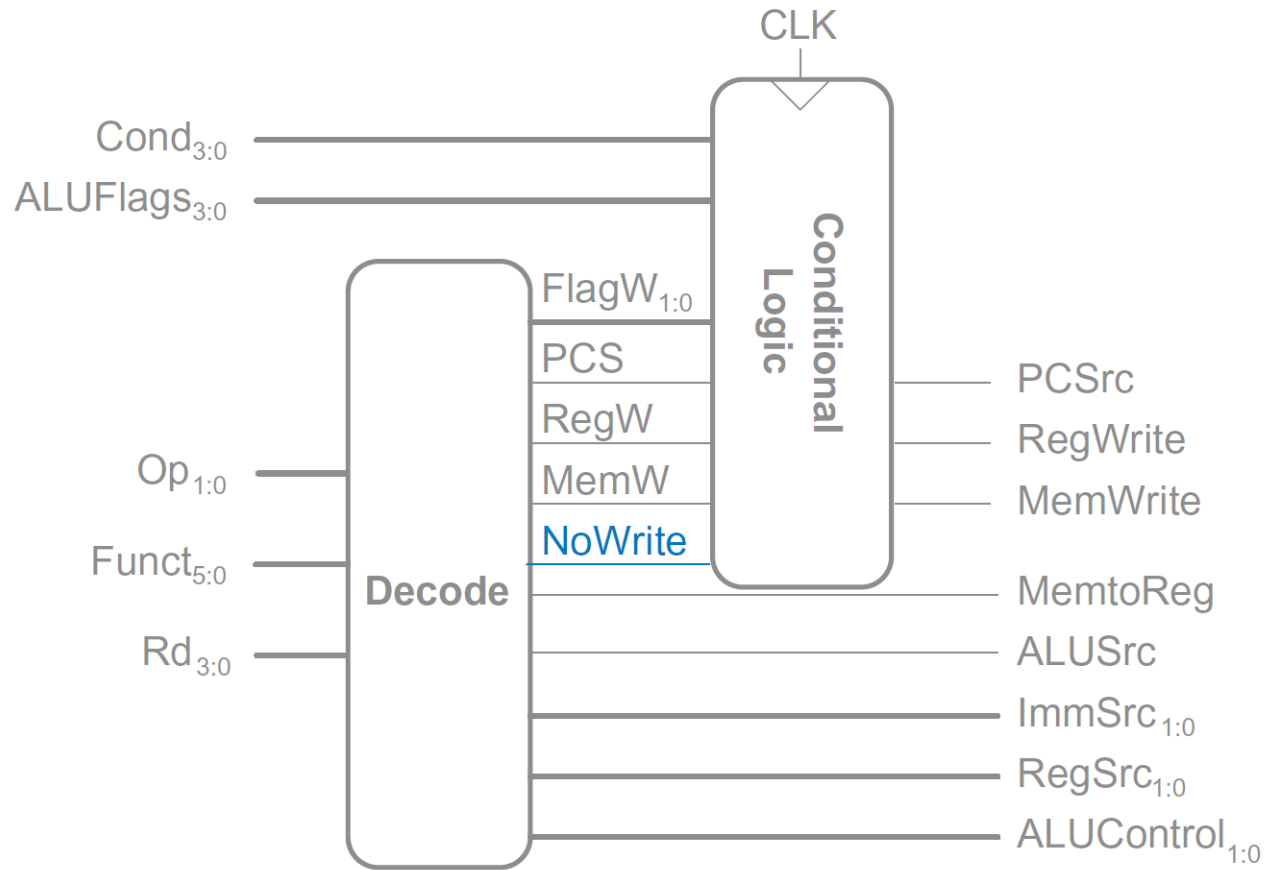 CLK
Cond3:0
ALUFlags3:0
Conditional
Logic
FlagW1:0
PCS
PCSrc
RegW
RegWrite
Op1:0
MemW
MemWrite
NoWrite
Funct5:0
Decode
MemtoReg
Rd3:0
ALUSrc
ImmSrc1:0
RegSrc1:0
ALUControl1:0